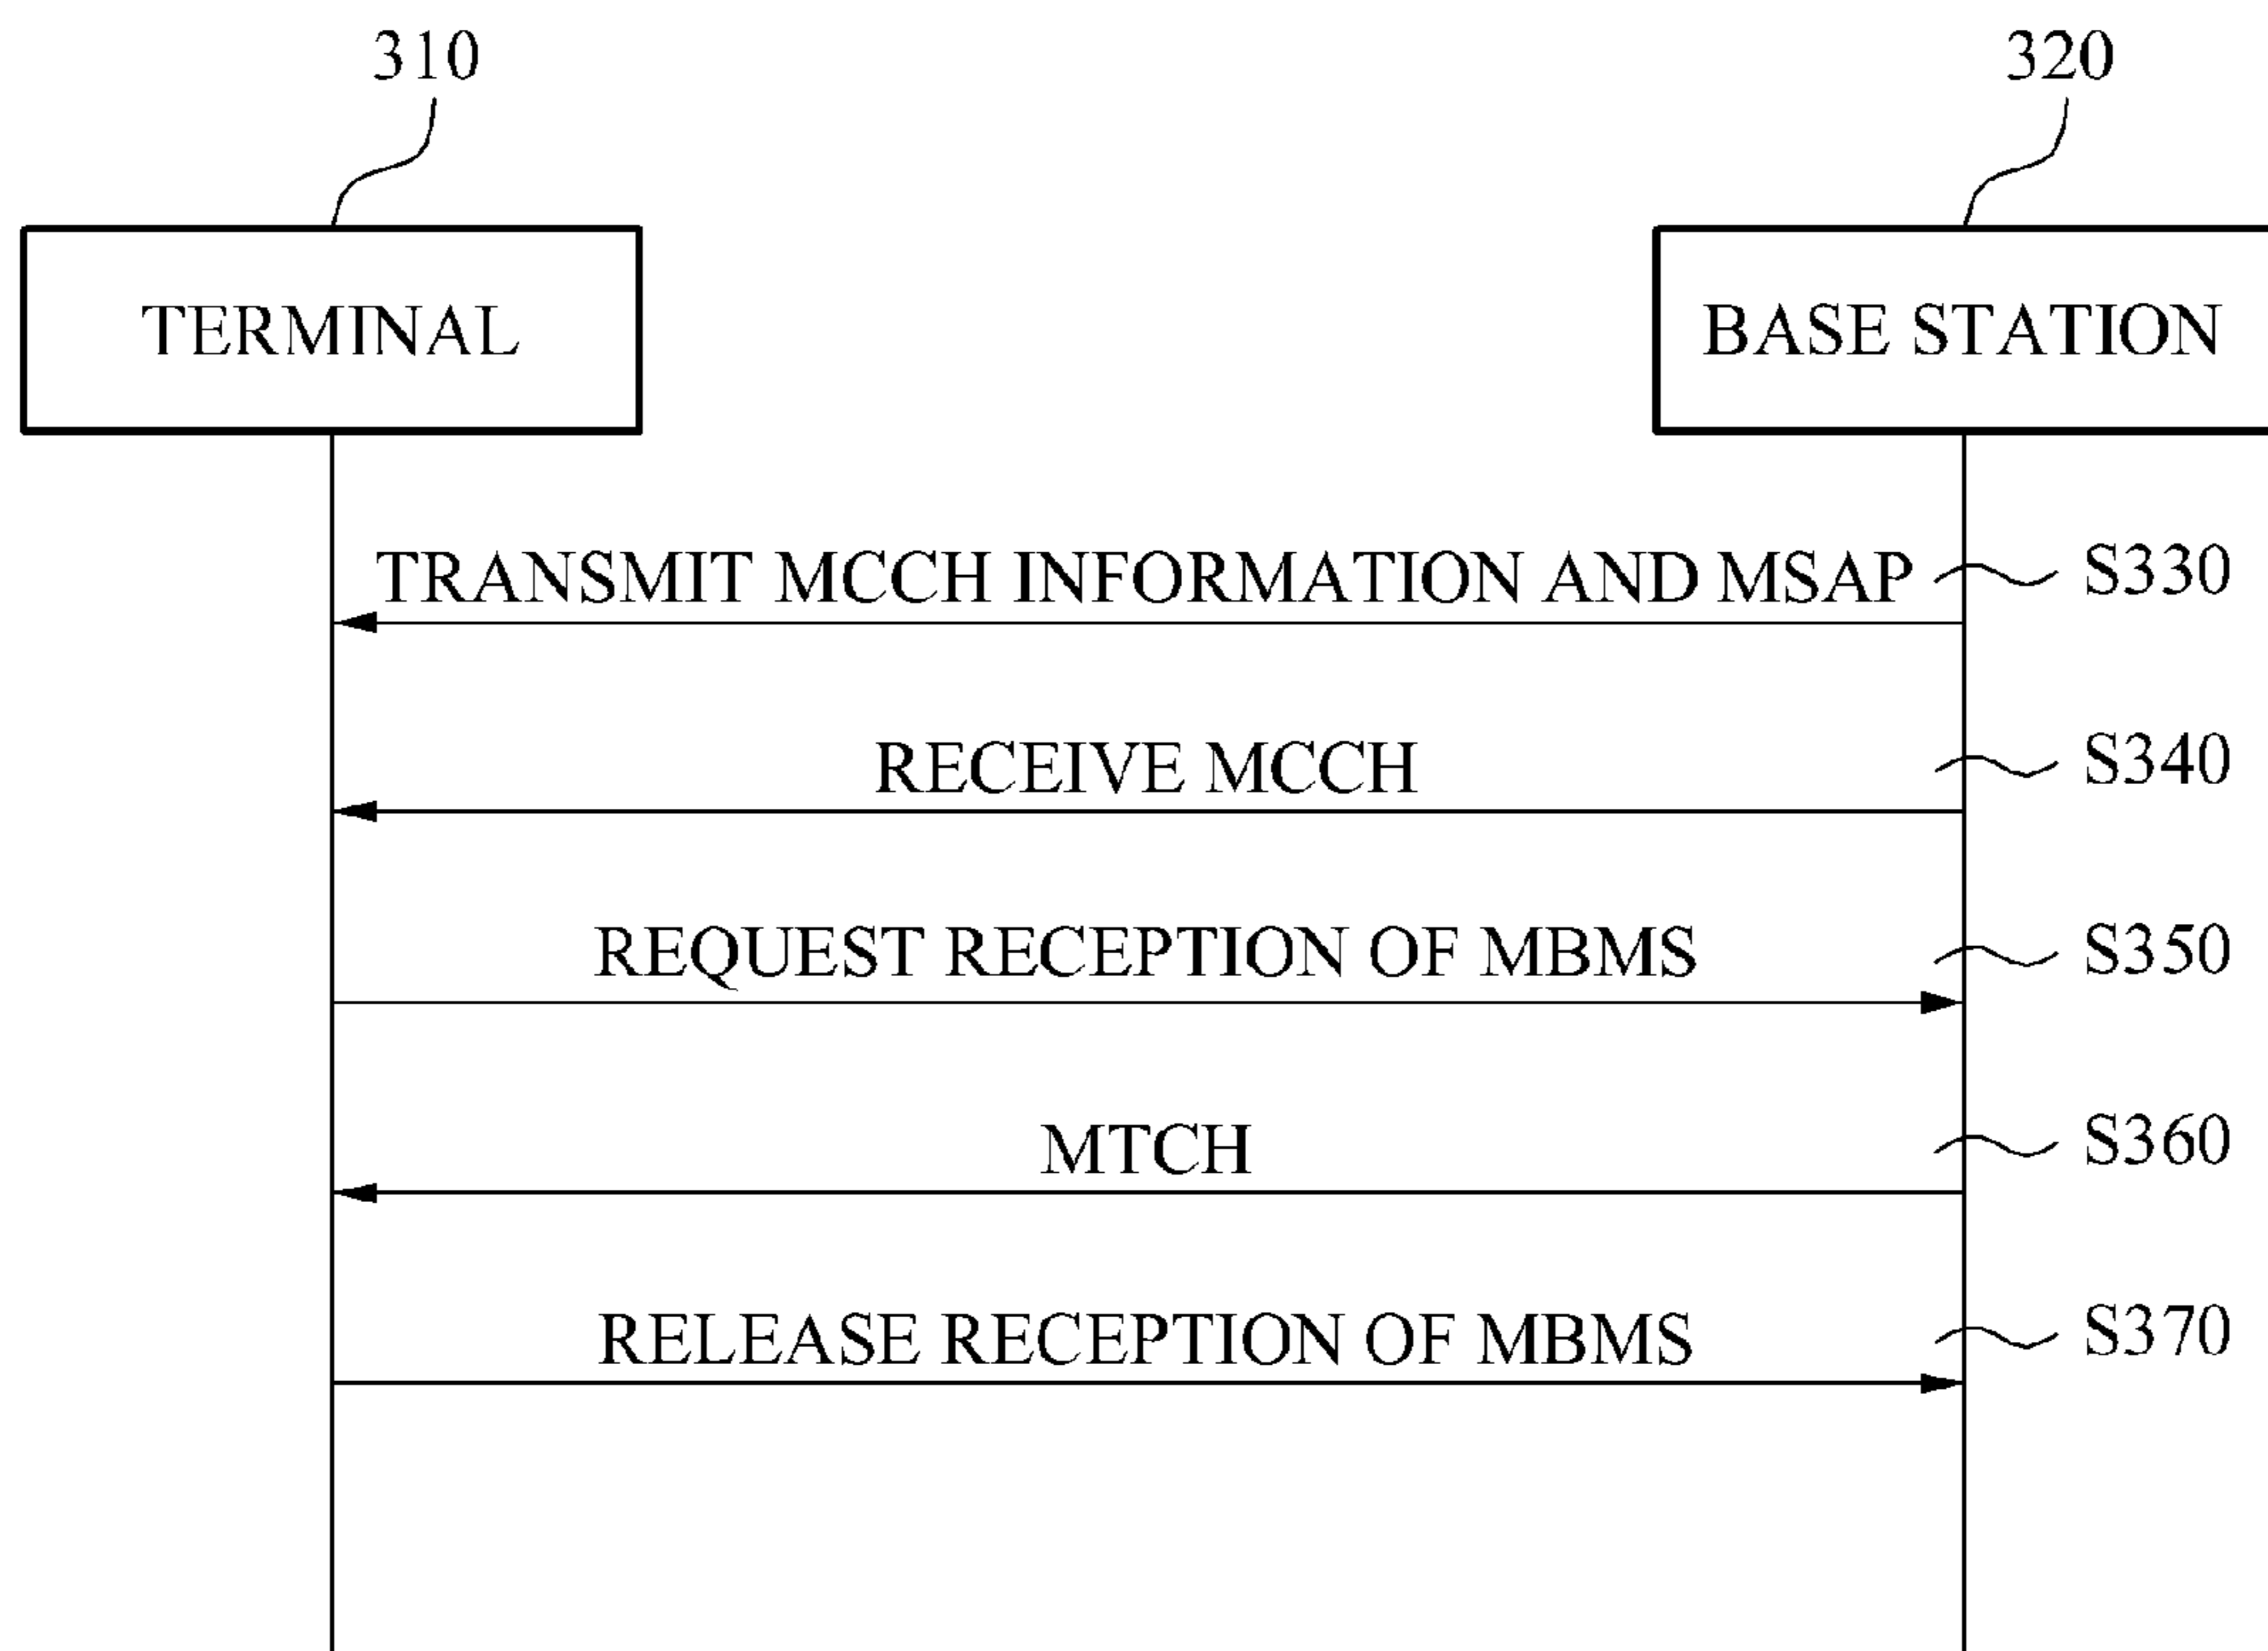 310
320
TERMINAL
BASE STATION
TRANSMIT MCCH INFORMATION AND MSAP
S330
RECEIVE MCCH
S340
REQUEST RECEPTION OF MBMS
S350
MTCH
S360
RELEASE RECEPTION OF MBMS
S370